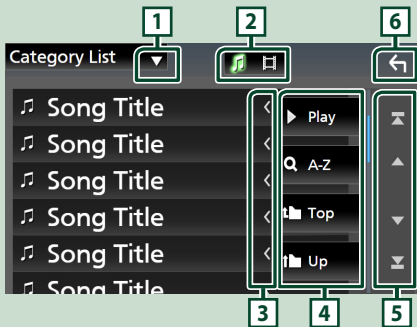 1 2 6
Category List
Song Title Play
Song Title A-Z
Song Title
Song Title Top
Song Title Up
Song Title
3 4 5